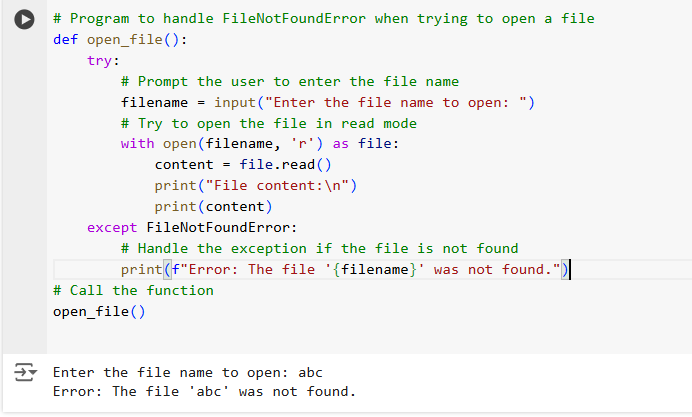 # Program to handle FileNotFoundError when trying to open a file
def open_file():
    try:
        # Prompt the user to enter the file name
        filename = input("Enter the file name to open: ")
        # Try to open the file in read mode
        with open(filename, 'r') as file:
            content = file.read()
            print("File content:\n")
            print(content)
    except FileNotFoundError:
        # Handle the exception if the file is not found
        print(f"Error: The file '{filename}' was not found.")
# Call the function
open_file()
Enter the file name to open: abc
Error: The file 'abc' was not found.